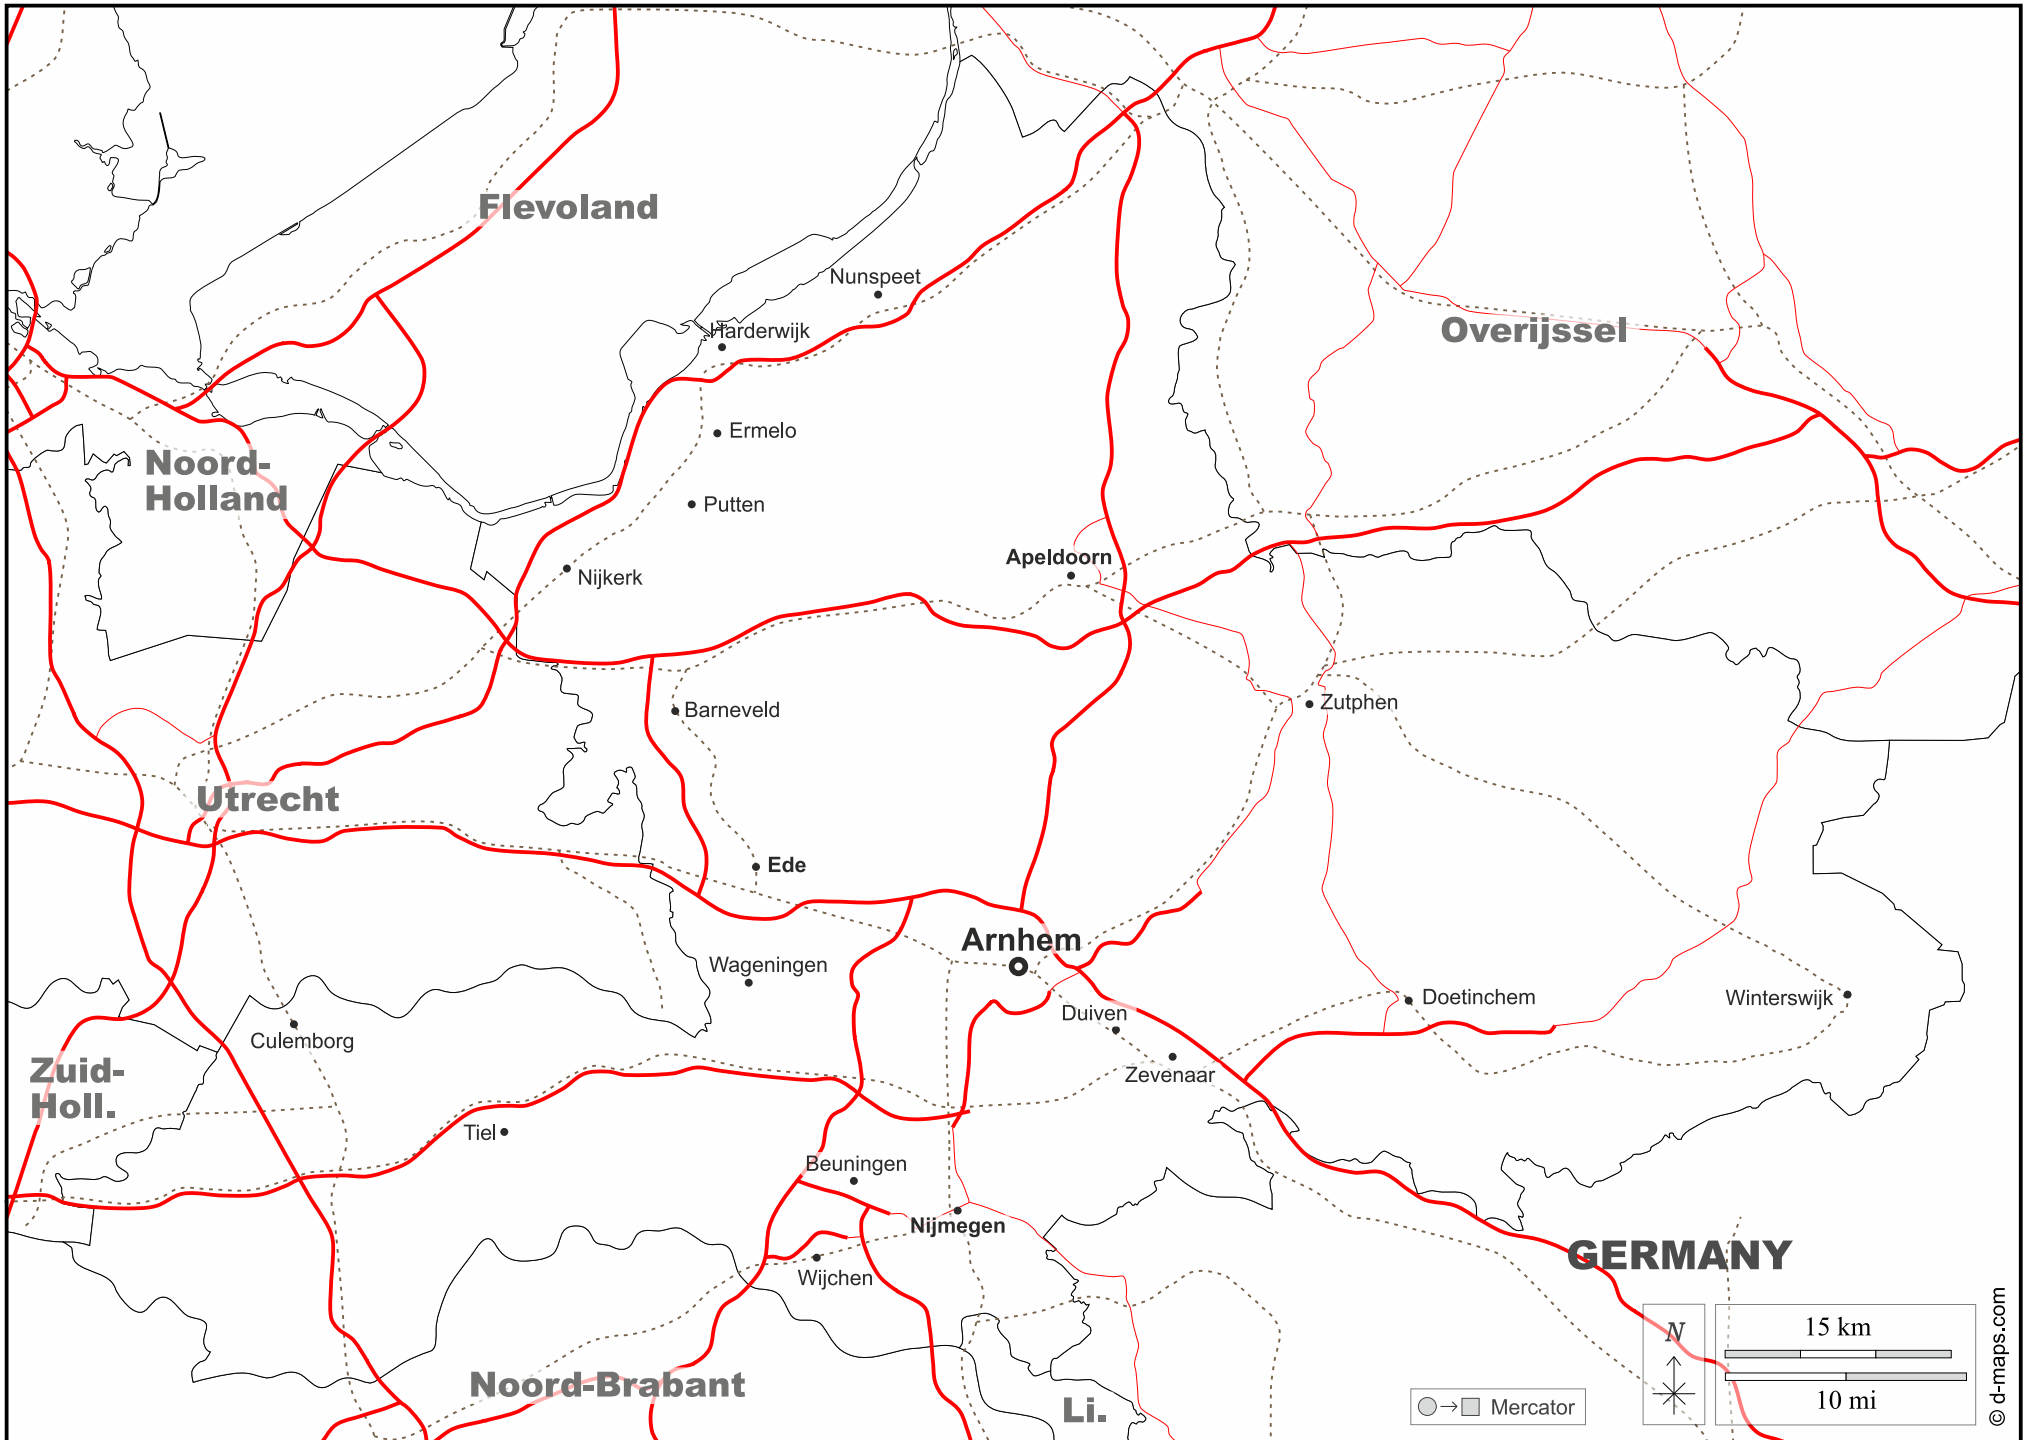 Flevoland
Nunspeet
Harderwijk
Overijssel
Ermelo
Noord-
Holland
Putten
Apeldoorn
Nijkerk
Zutphen
Barneveld
Utrecht
Ede
Arnhem
Wageningen
Doetinchem
Winterswijk
Duiven
Culemborg
Zuid-
Holl.
Zevenaar
Tiel
Beuningen
Nijmegen
GERMANY
Wijchen
N
15 km
10 mi
Noord-Brabant
Li.
Mercator
© d-maps.com